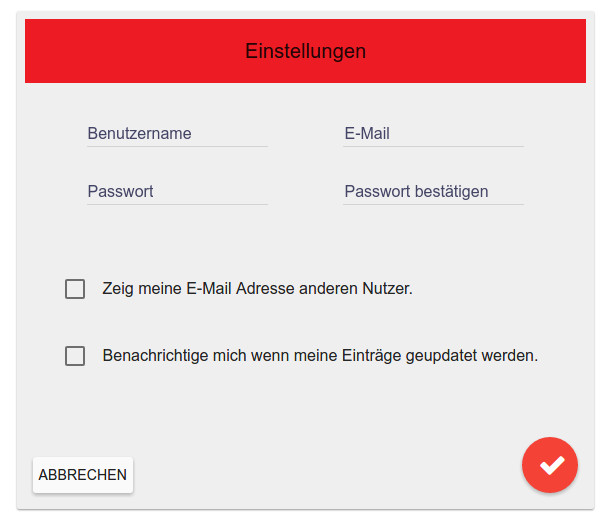 Einstellungen
Benutzername E-Mail
Passwort Passwort bestätigen
Zeig meine E-Mail Adresse anderen Nutzer.
Benachrichtige mich wenn meine Einträge geupdatet werden.
ABBRECHEN